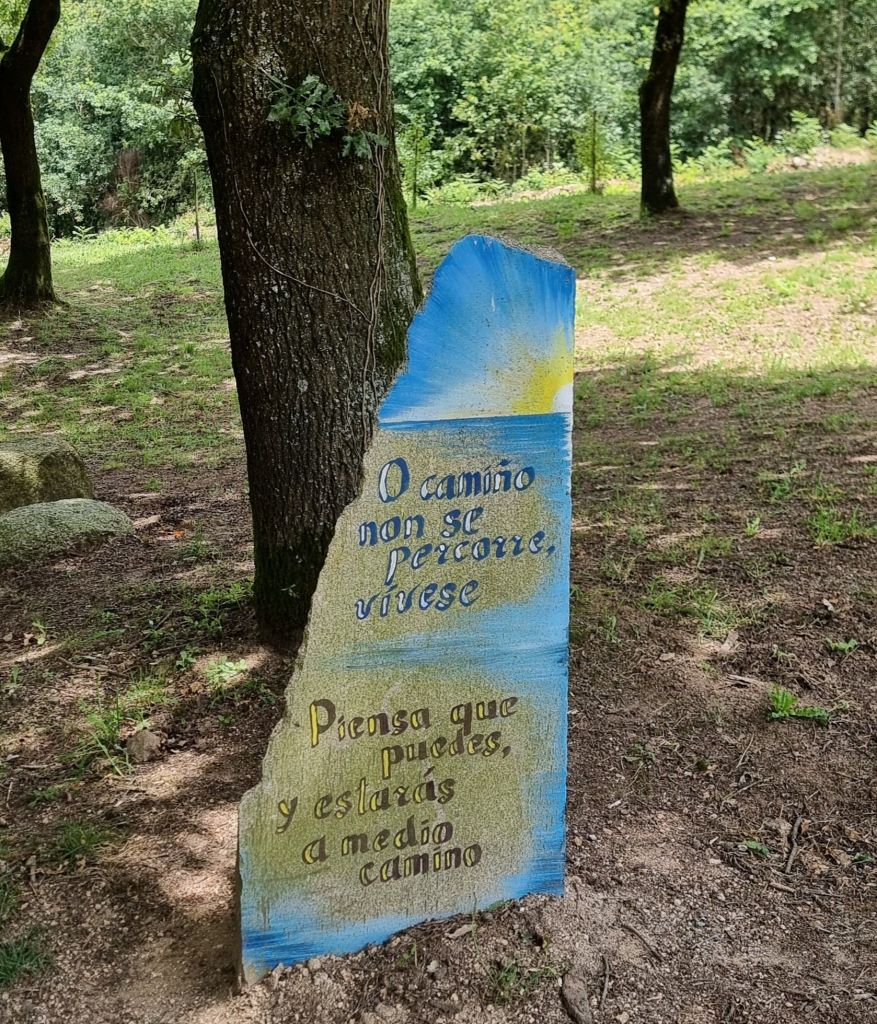 O camiño
non se
percorre,
vívese
Piensa que
puedes,
y estarás
a medio
camino